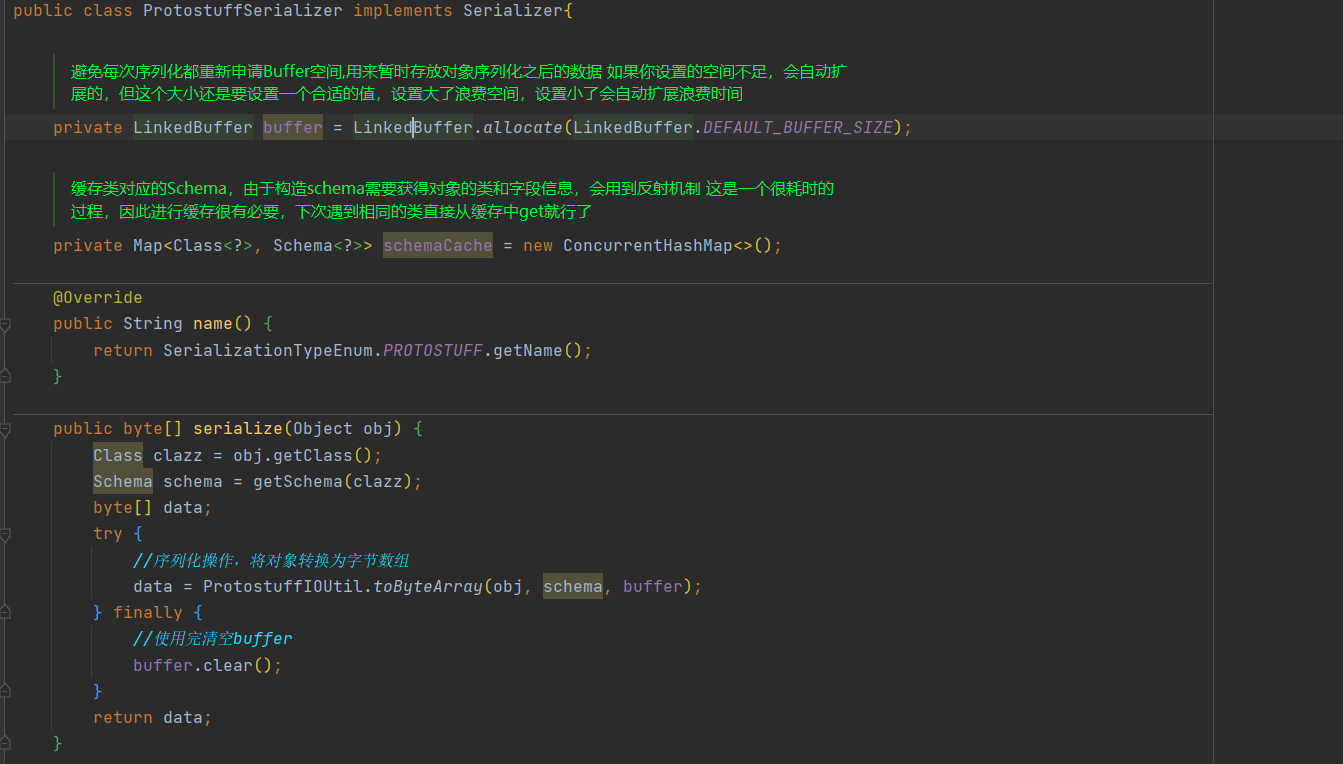 public class ProtostuffSerializer implements Serializer{
避免每次序列化都重新申请Buffer空间,用来暂时存放对象序列化之后的数据 如果你设置的空间不足，会自动扩
展的，但这个大小还是要设置一个合适的值，设置大了浪费空间，设置小了会自动扩展浪费时间
private LinkedBuffer buffer = LinkedBuffer.allocate(LinkedBuffer.DEFAULT_BUFFER_SIZE);
缓存类对应的Schema，由于构造schema需要获得对象的类和字段信息，会用到反射机制 这是一个很耗时的
过程，因此进行缓存很有必要，下次遇到相同的类直接从缓存中get就行了
private Map<Class<?>, Schema<?>> schemaCache = new ConcurrentHashMap<>();
@Override
public String name() {
return SerializationTypeEnum.PROTOSTUFF.getName();
}
public byte[] serialize(Object obj) {
Class clazz = obj.getClass();
Schema schema = getSchema(clazz);
byte[] data;
try {
//序列化操作，将对象转换为字节数组
data = ProtostuffIOUtil.toByteArray(obj, schema, buffer);
} finally {
//使用完清空buffer
buffer.clear();
}
return data;
}